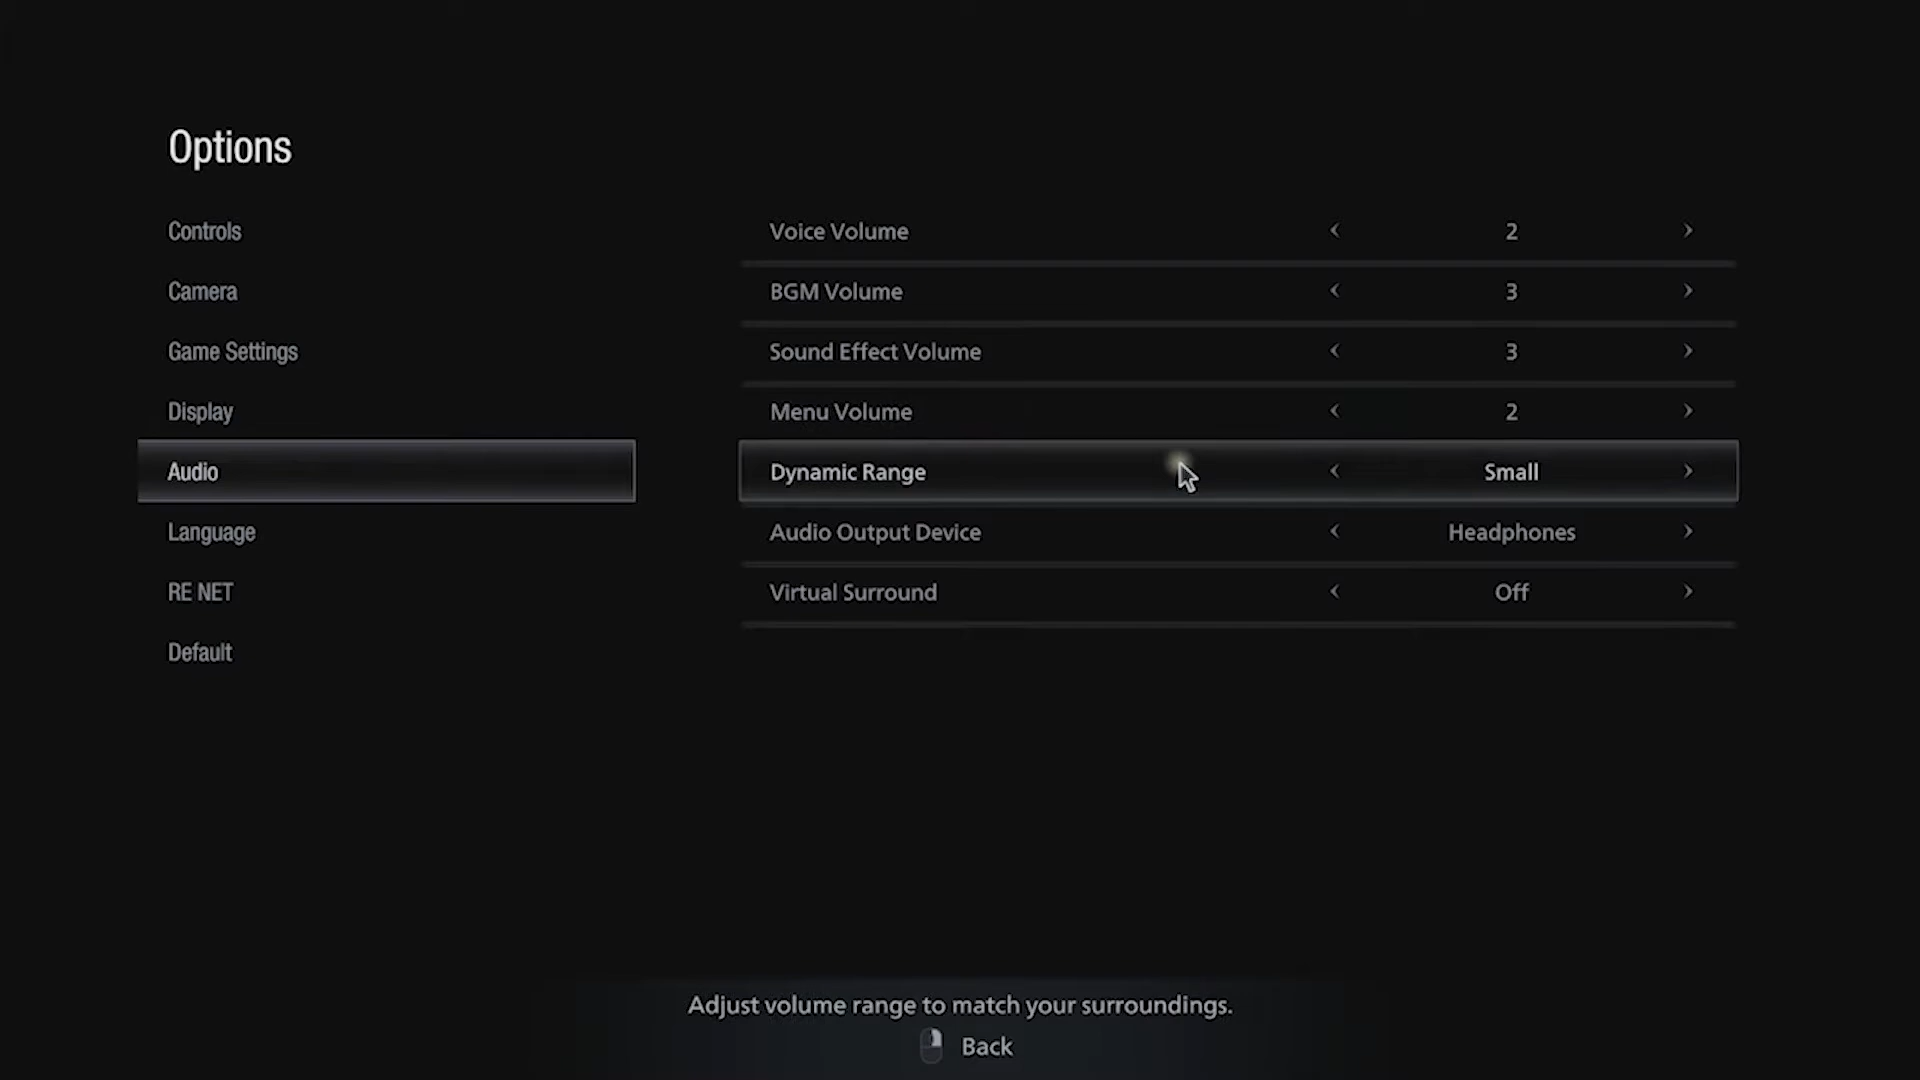 Options
Controls
Camera
Game Settings
Display
Audio
Language
RE NET
Default
Voice Volume 2
BGM Volume 3
Sound Effect Volume 3
Menu Volume 2
Dynamic Range Small
Audio Output Device Headphones
Virtual Surround Off
Adjust volume range to match your surroundings.
Back